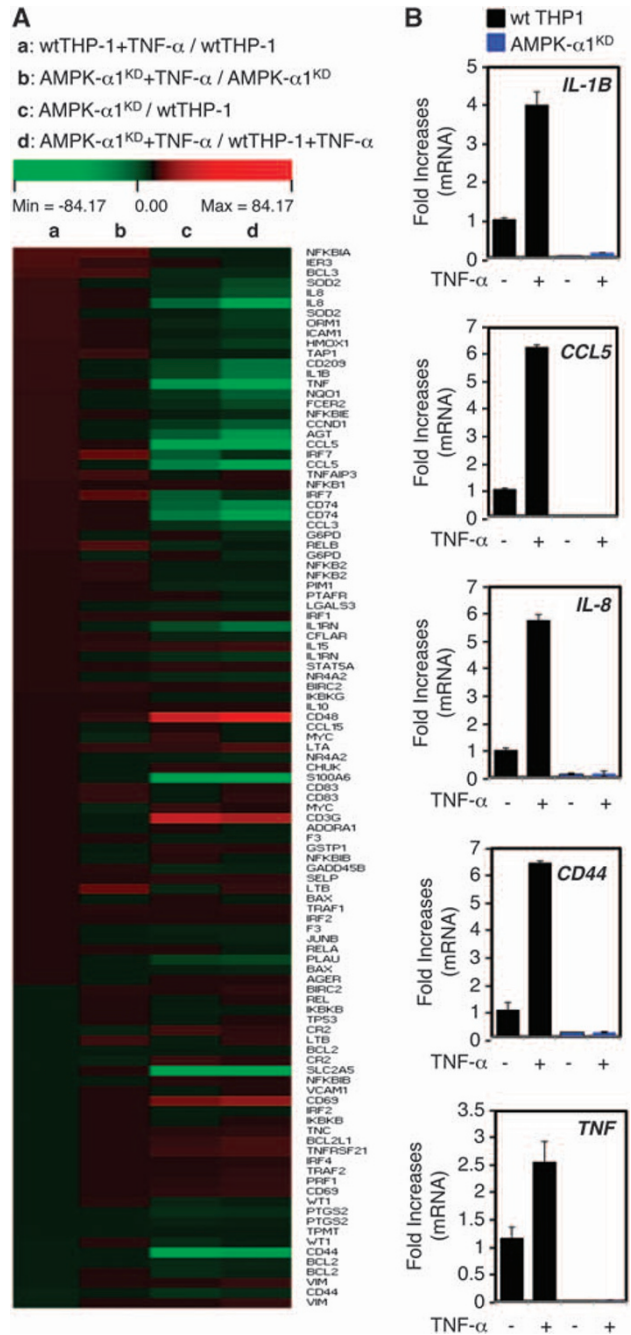 A
a: wtTHP-1+TNF-α / wtTHP-1
b: AMPK-α1KD+TNF-α / AMPK-α1KD
c: AMPK-α1KD / wtTHP-1
d: AMPK-α1KD+TNF-α / wtTHP-1+TNF-α
Min = -84.17 0.00 Max = 84.17
a b c d
NFKBIA
IER3
BCL3
SOD2
IL8
IL8
SOD2
ORM1
ICAM1
HMOX1
TAP1
CD209
IL1B
TNF
NQO1
FCER2
NFKBIE
CCND1
AGT
CCL5
IRF7
CCL5
TNFAIP3
NFKB1
IRF7
CD74
CD74
CCL3
G6PD
RELB
G6PD
NFKB2
NFKB2
PIM1
PTAFR
LGALS3
IRF1
IL1RN
CFLAR
IL15
IL1RN
STAT5A
NR4A2
BIRC2
IKBKG
IL10
CD48
CCL15
MYC
LTA
NR4A2
CHUK
S100A6
CD83
CD83
MYC
CD3G
ADORA1
F3
GSTP1
NFKBIB
GADD45B
SELP
LTB
BAX
TRAF1
IRF2
F3
JUNB
RELA
PLAU
BAX
AGER
BIRC2
REL
IKBKB
TP53
CR2
LTB
BCL2
CR2
SLC2A5
NFKBIB
VCAM1
CD69
IRF2
IKBKB
TNC
BCL2L1
TNFRSF21
IRF4
TRAF2
PRF1
CD69
WT1
PTGS2
PTGS2
TPMT
WT1
CD44
BCL2
BCL2
VIM
CD44
VIM
B
wt THP1
AMPK-α1KD
IL-1B
Fold Increases
(mRNA)
5
4
3
2
1
0
TNF-α - + - +
CCL5
Fold Increases
(mRNA)
7
6
5
4
3
2
1
0
TNF-α - + - +
IL-8
Fold Increases
(mRNA)
7
6
5
4
3
2
1
0
TNF-α - + - +
CD44
Fold Increases
(mRNA)
7
6
5
4
3
2
1
0
TNF-α - + - +
TNF
Fold Increases
(mRNA)
3.5
3
2.5
2
1.5
1
0.5
0
TNF-α - + - +